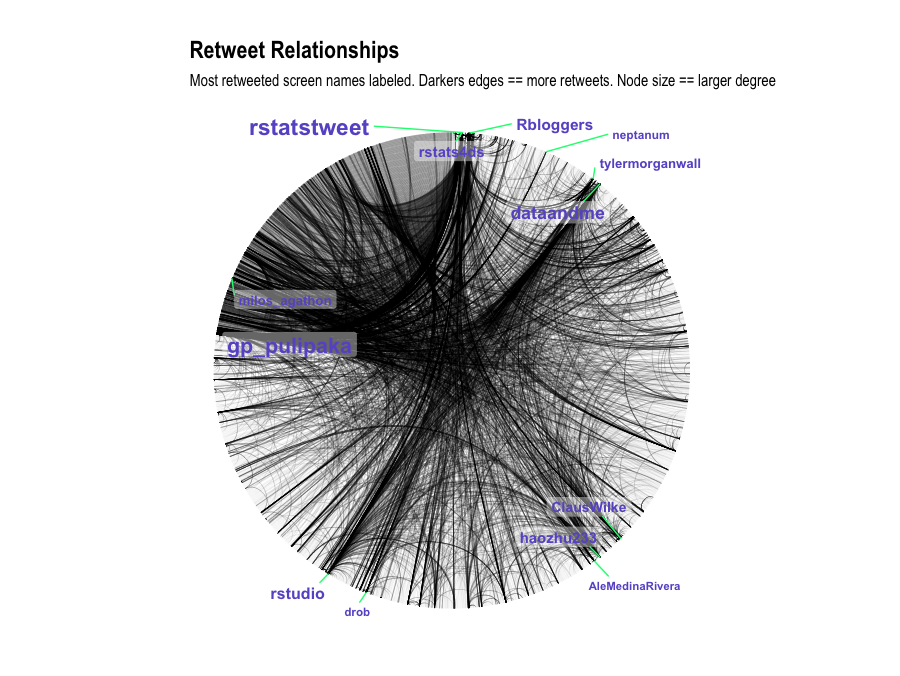 Retweet Relationships
Most retweeted screen names labeled. Darkers edges == more retweets. Node size == larger degree
rstatstweet
Rbloggers
neptanum
rstats4ds
tylermorganwall
dataandme
milos_agathon
gp_pulipaka
ClausWilke
haozhu233
AleMedinaRivera
rstudio
drob